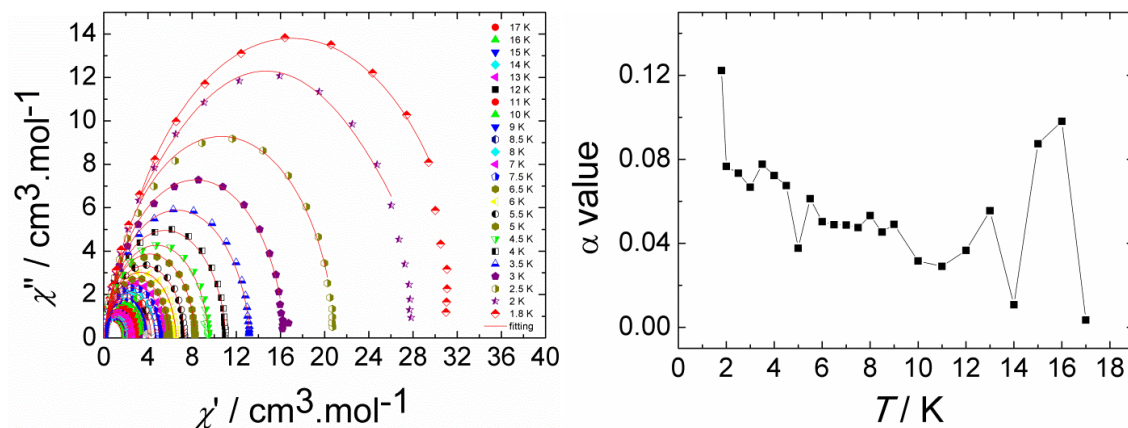 14
12
10
8
6
4
2
0
χ" / cm³.mol⁻¹
17 K
16 K
15 K
14 K
13 K
12 K
11 K
10 K
9 K
8.5 K
8 K
7 K
7.5 K
6.5 K
6 K
5.5 K
5 K
4.5 K
4 K
3.5 K
3 K
2.5 K
2 K
1.8 K
fitting
0 4 8 12 16 20 24 28 32 36 40
χ' / cm³.mol⁻¹
0.12
0.08
0.04
0.00
α value
0 2 4 6 8 10 12 14 16 18
T / K